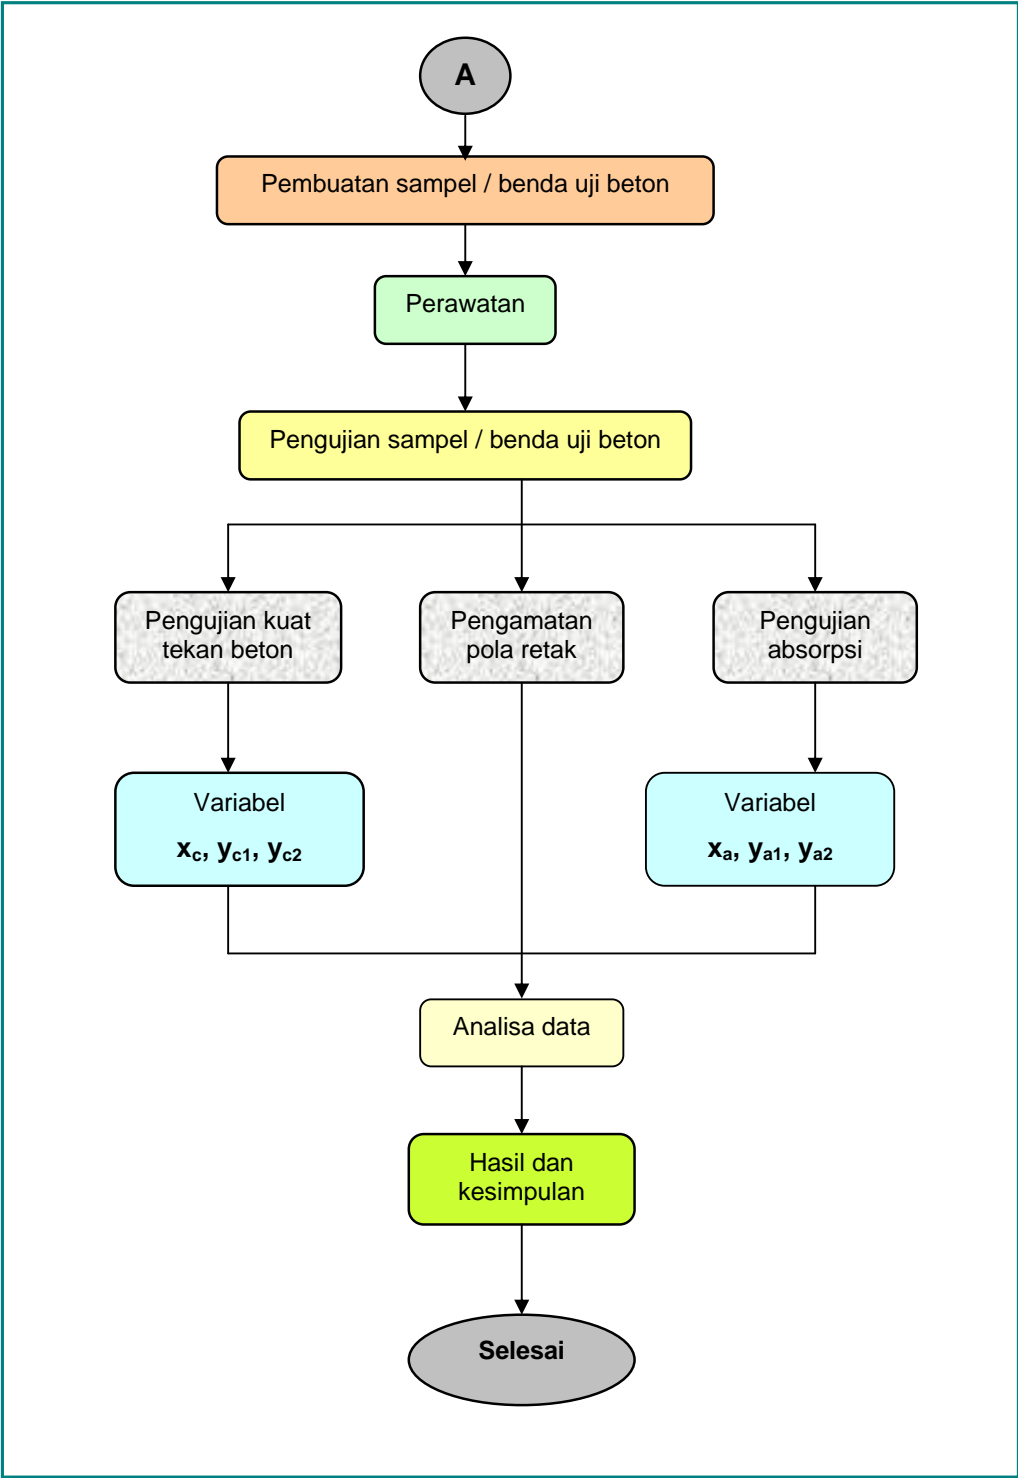 A
Pembuatan sampel / benda uji beton
Perawatan
Pengujian sampel / benda uji beton
Pengujian kuat
tekan beton
Pengamatan
pola retak
Pengujian
absorpsi
Variabel
xc, yc1, yc2
Variabel
xa, ya1, ya2
Analisa data
Hasil dan
kesimpulan
Selesai